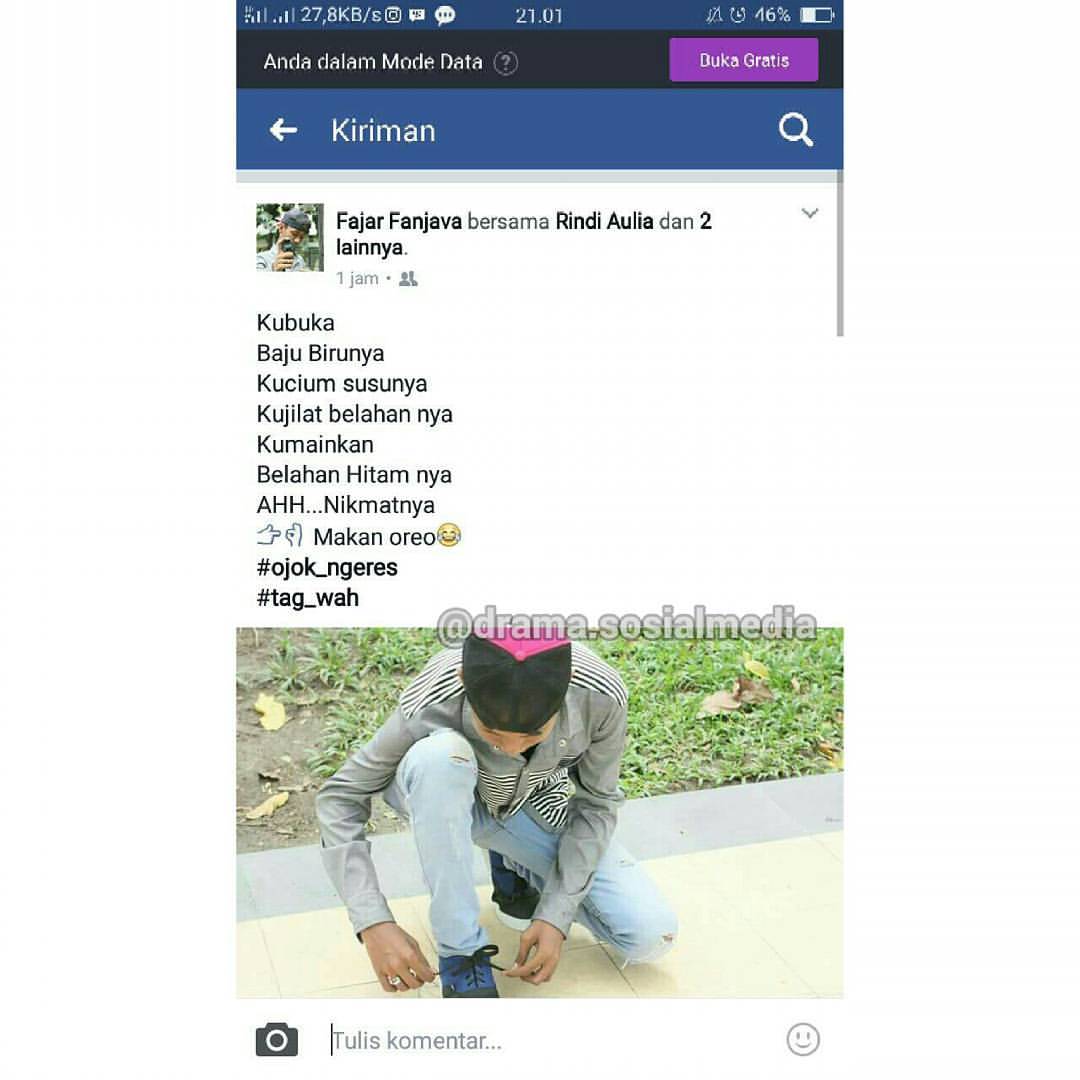 27,8KB/s 21.01 46%
Anda dalam Mode Data ? Buka Gratis
Kiriman
Fajar Fanjava bersama Rindi Aulia dan 2
lainnya.
1 jam
Kubuka
Baju Birunya
Kucium susunya
Kujilat belahan nya
Kumainkan
Belahan Hitam nya
AHH...Nikmatnya
👉👌 Makan oreo😂
#ojok_ngeres
#tag_wah
@drama.sosialmedia
Tulis komentar...